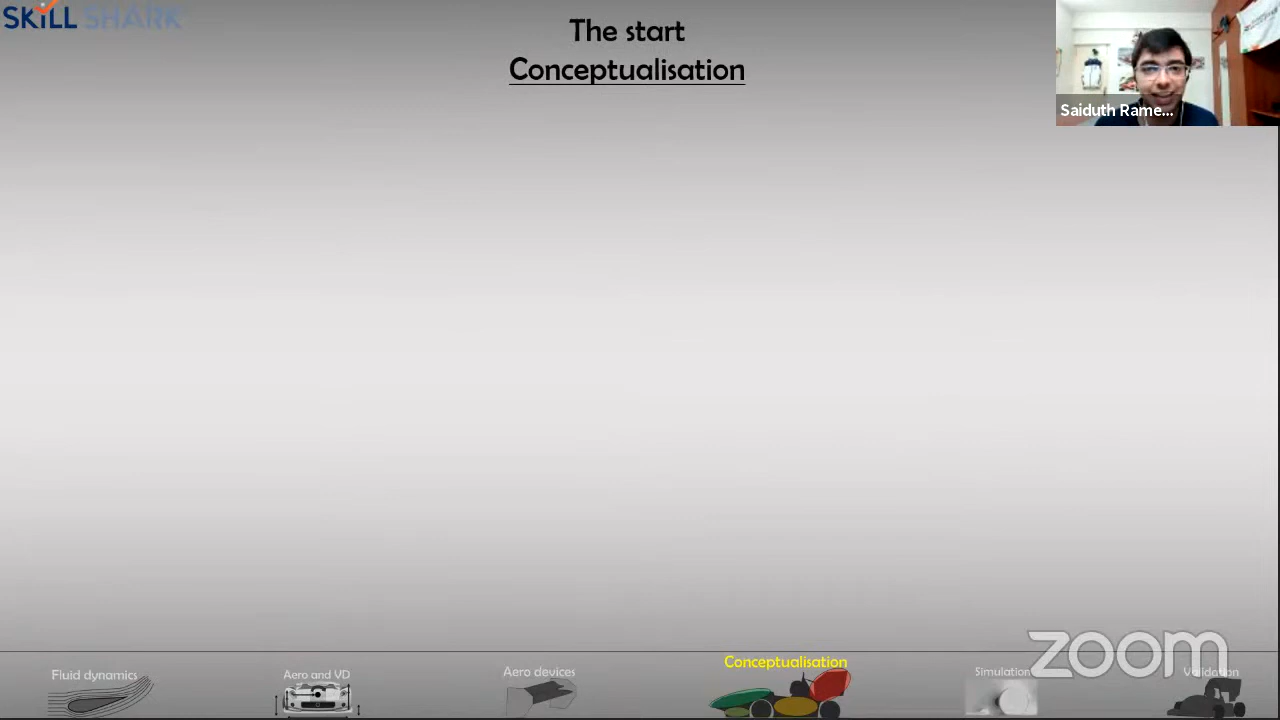 SKILL SHARK
The start
Conceptualisation
Saiduth Rame...
Fluid dynamics
Aero and VD
Aero devices
Conceptualisation
Simulation
Validation
zoom